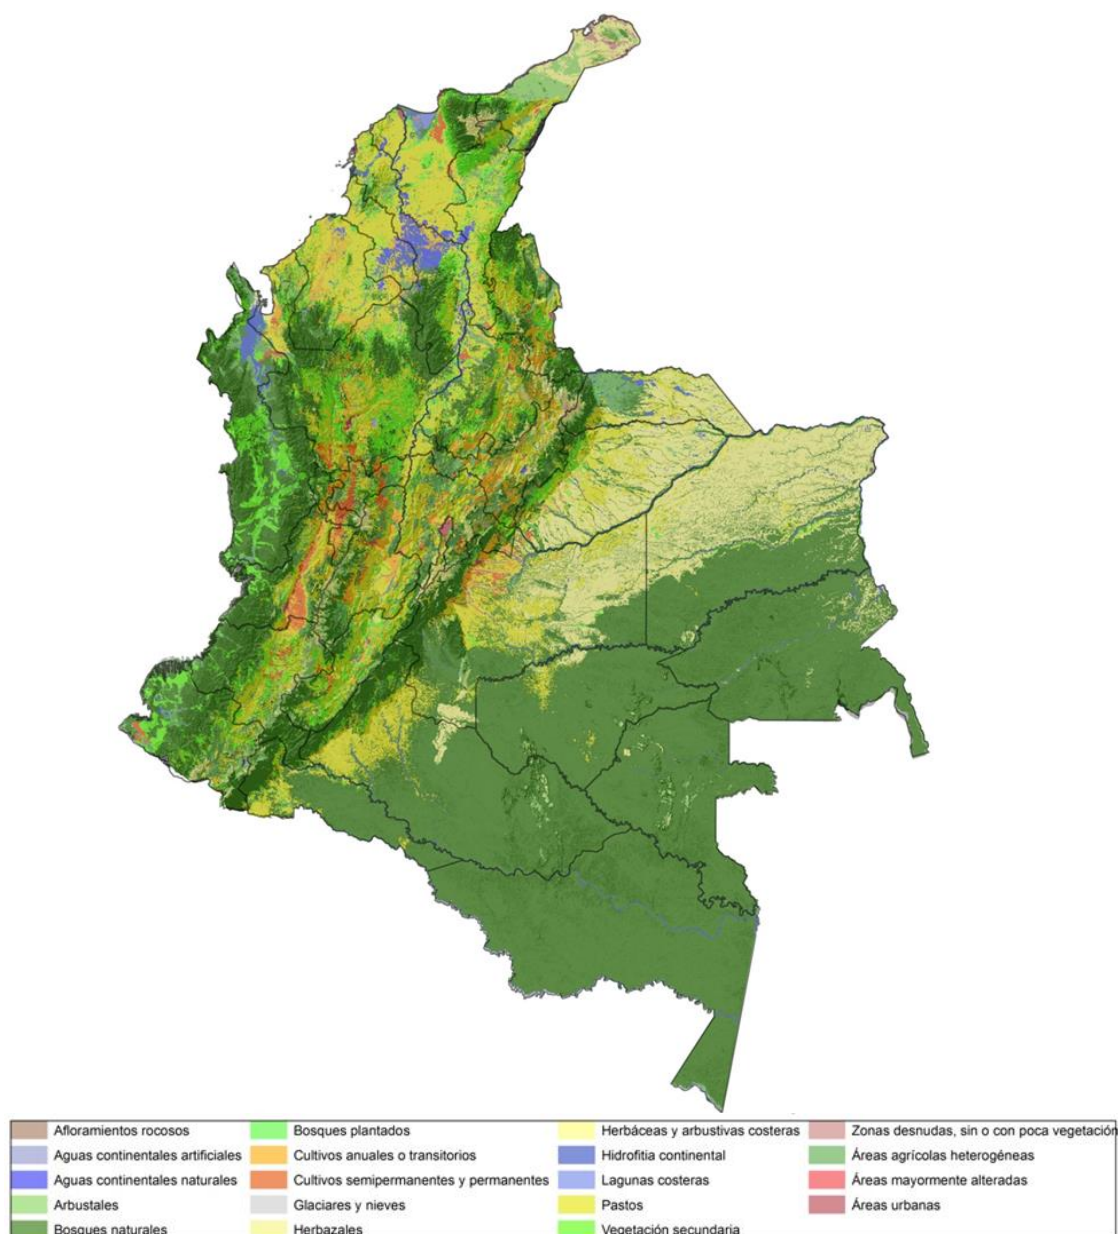 Afloramientos rocosos
Aguas continentales artificiales
Aguas continentales naturales
Arbustales
Bosques naturales
Bosques plantados
Cultivos anuales o transitorios
Cultivos semipermanentes y permanentes
Glaciares y nieves
Herbazales
Herbáceas y arbustivas costeras
Hidrofitia continental
Lagunas costeras
Pastos
Vegetación secundaria
Zonas desnudas, sin o con poca vegetación
Áreas agrícolas heterogéneas
Áreas mayormente alteradas
Áreas urbanas